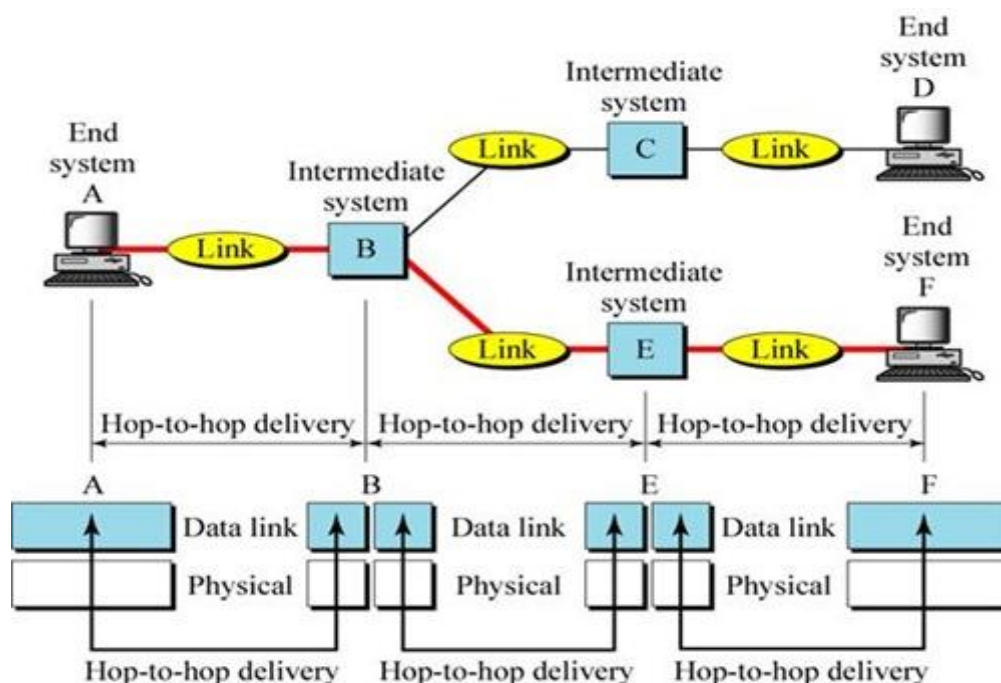 End
system
D
Intermediate
system
C
Link
Link
End
system
A
Intermediate
system
B
Link
End
system
F
Intermediate
system
E
Link
Link
Hop-to-hop delivery
Hop-to-hop delivery
Hop-to-hop delivery
A
B
E
F
Data link
Data link
Data link
Physical
Physical
Physical
Hop-to-hop delivery
Hop-to-hop delivery
Hop-to-hop delivery